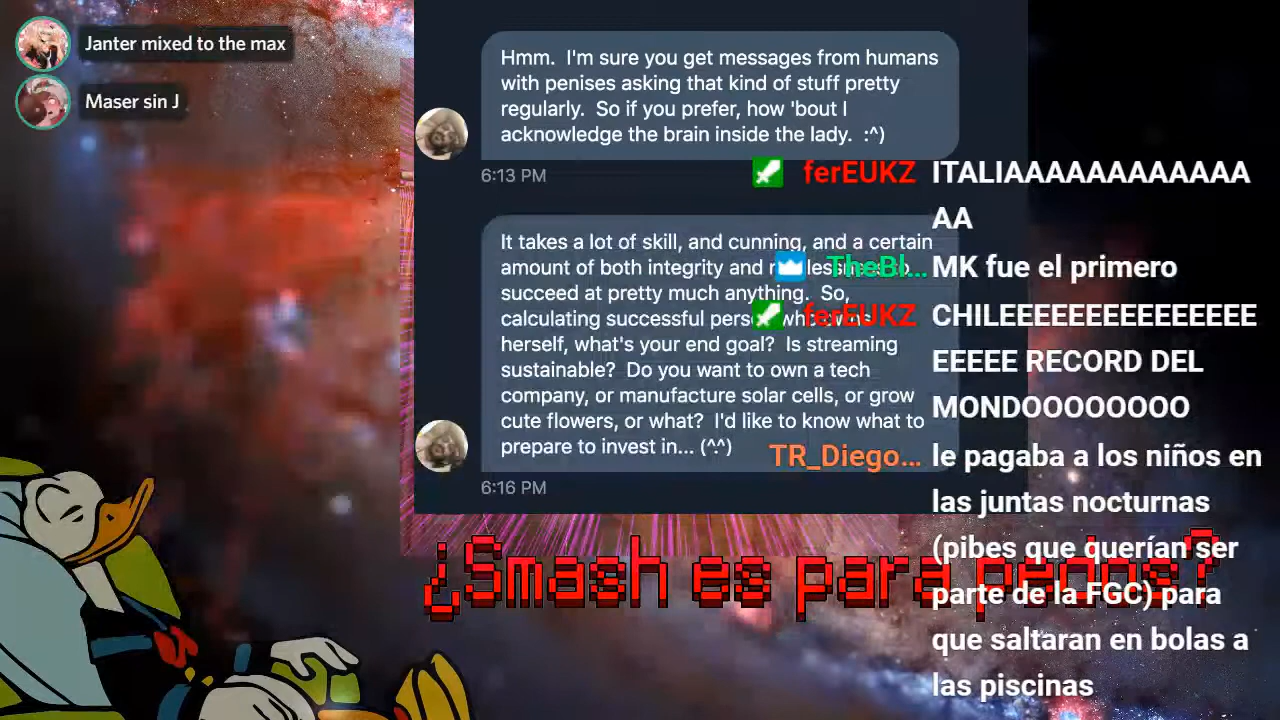 Janter mixed to the max
Maser sin J
Hmm.  I'm sure you get messages from humans
with penises asking that kind of stuff pretty
regularly.  So if you prefer, how 'bout I
acknowledge the brain inside the lady.  :^)
6:13 PM
It takes a lot of skill, and cunning, and a certain
amount of both integrity and
succeed at pretty much anything.  So,
calculating successful
herself, what's your end goal?  Is streaming
sustainable?  Do you want to own a tech
company, or manufacture solar cells, or grow
cute flowers, or what?  I'd like to know what to
prepare to invest in... (^.^)
6:16 PM
ferEUKZ ITALIAAAAAAAAAAAA
AA
TheBl... MK fue el primero
ferEUKZ CHILEEEEEEEEEEEEEEE
EEEEE RECORD DEL
MONDOOOOOOOO
TR_Diego... le pagaba a los niños en
las juntas nocturnas
(pibes que querían ser
parte de la FGC) para
que saltaran en bolas a
las piscinas
¿Smash es para